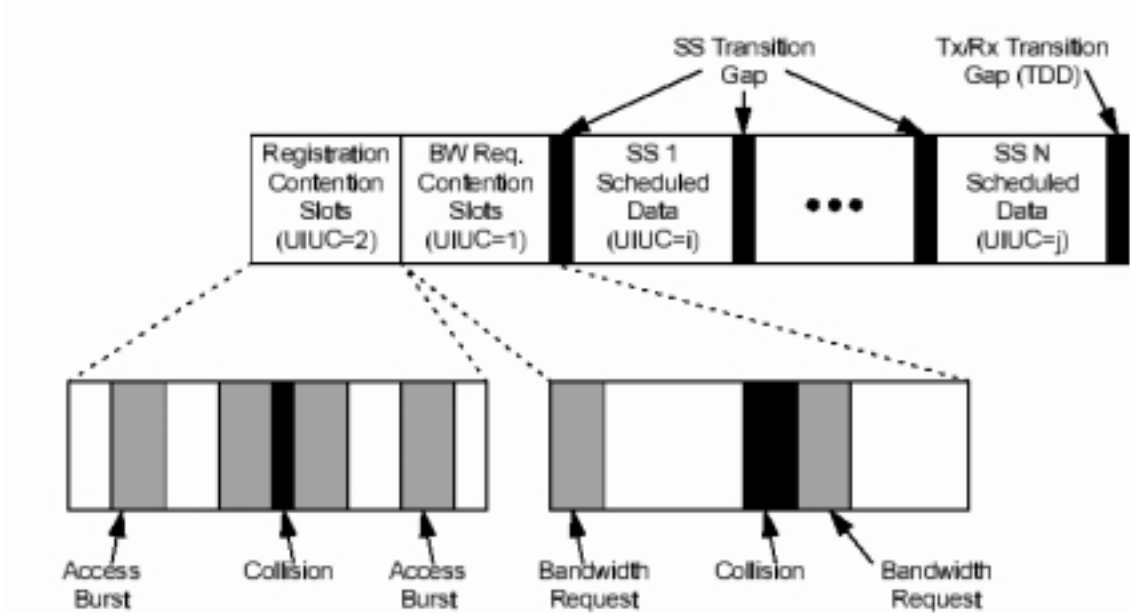 SS Transition
Gap
Tx/Rx Transition
Gap (TDD)
Registration
Contention
Slots
(UIUC=2)
BW Req.
Contention
Slots
(UIUC=1)
SS 1
Scheduled
Data
(UIUC=i)
SS N
Scheduled
Data
(UIUC=j)
Access
Burst
Collision
Access
Burst
Bandwidth
Request
Collision
Bandwidth
Request